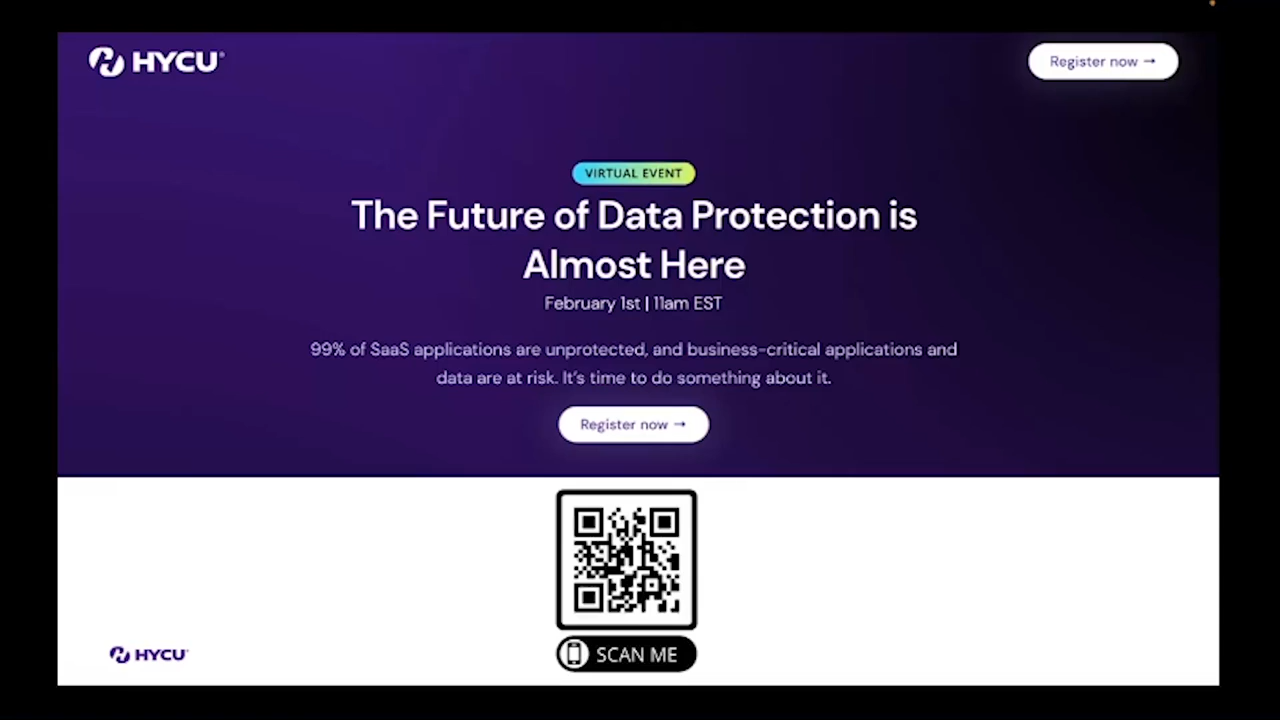 HYCU
Register now →
VIRTUAL EVENT
The Future of Data Protection is
Almost Here
February 1st | 11am EST
99% of SaaS applications are unprotected, and business-critical applications and
data are at risk. It's time to do something about it.
Register now →
SCAN ME
HYCU